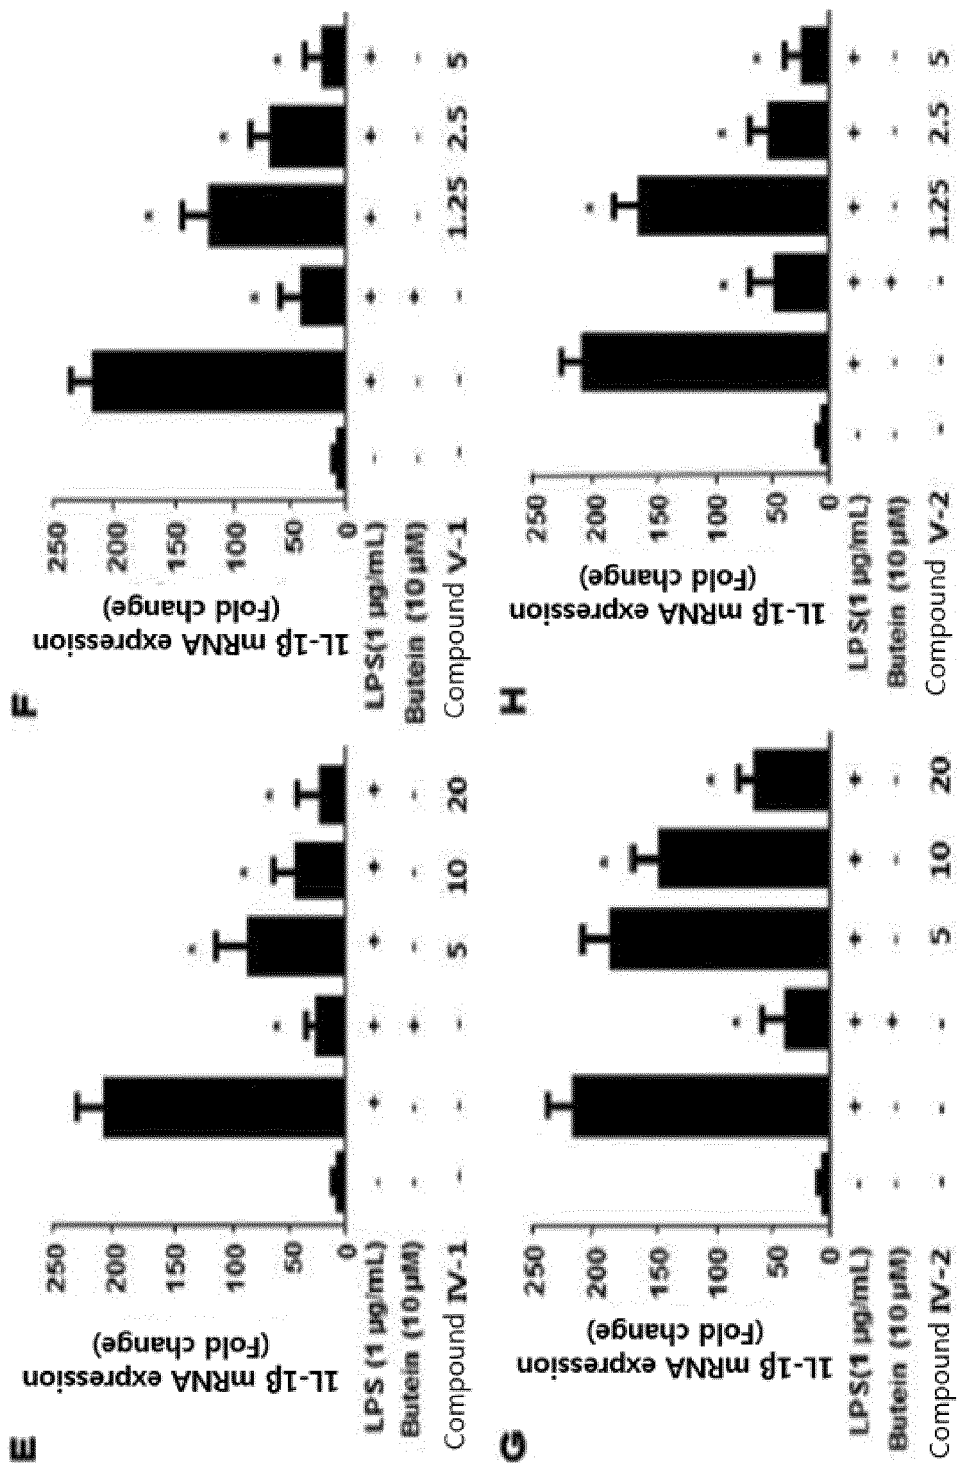 E
1L-1β mRNA expression
(Fold change)
250
200
150
100
50
0
LPS (1 µg/mL) - + + + + +
Butein (10 µM) - - + - - -
Compound IV-1 - - - 5 10 20
F
1L-1β mRNA expression
(Fold change)
250
200
150
100
50
0
LPS(1 µg/mL) - + + + + +
Butein (10 µM) - - + - - -
Compound V-1 - - - 1.25 2.5 5
G
1L-1β mRNA expression
(Fold change)
250
200
150
100
50
0
LPS(1 µg/mL) - + + + + +
Butein (10 µM) - - + - - -
Compound IV-2 - - - 5 10 20
H
1L-1β mRNA expression
(Fold change)
250
200
150
100
50
0
LPS(1 µg/mL) - + + + + +
Butein (10 µM) - - + - - -
Compound V-2 - - - 1.25 2.5 5